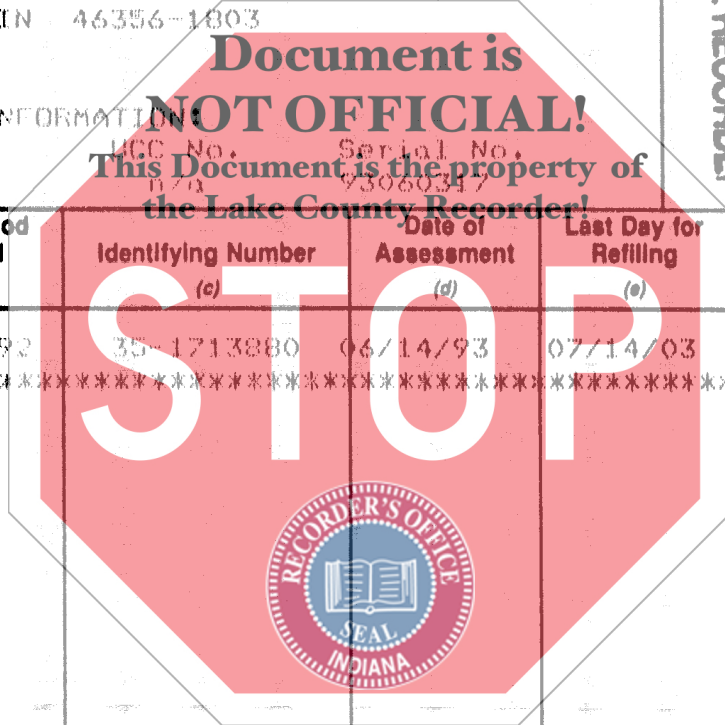 IN 46356-1803
Document is
NOT OFFICIAL!
UCC No. Serial No.
This Document is the property of
n/a 93060347
the Lake County Recorder!
Date of Last Day for
Identifying Number Assessment Refiling
(c) (d) (e)
35-1713880 06/14/93 07/14/03
STOP
RECORDER'S OFFICE
SEAL
INDIANA